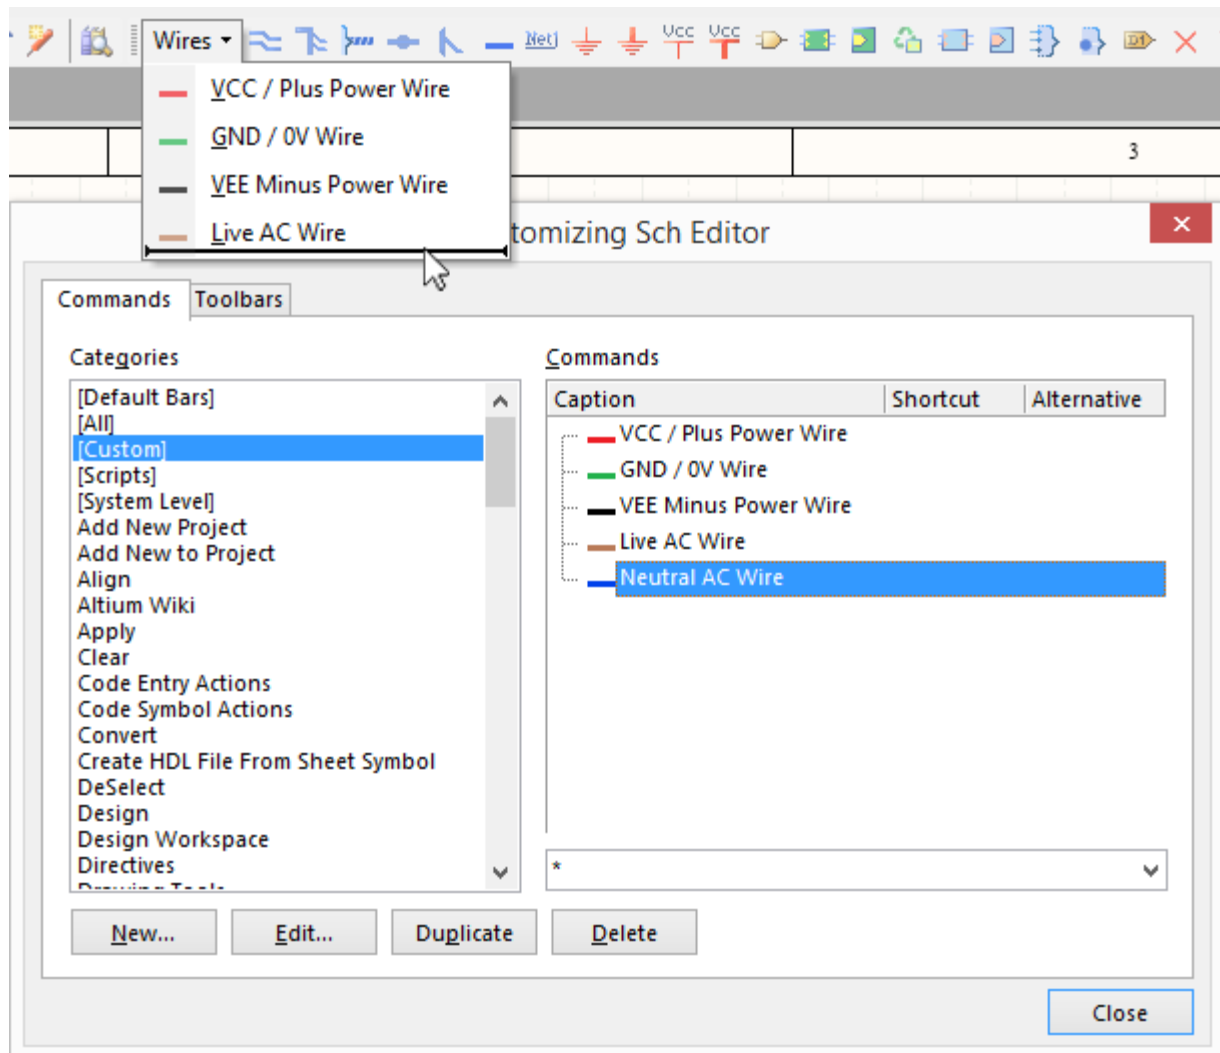 Wires
Net1
Vcc
Vcc
D1
VCC / Plus Power Wire
GND / 0V Wire
VEE Minus Power Wire
Live AC Wire
3
tomizing Sch Editor
Commands
Toolbars
Categories
[Default Bars]
[All]
[Custom]
[Scripts]
[System Level]
Add New Project
Add New to Project
Align
Altium Wiki
Apply
Clear
Code Entry Actions
Code Symbol Actions
Convert
Create HDL File From Sheet Symbol
DeSelect
Design
Design Workspace
Directives
Drawing Tools
Commands
Caption Shortcut Alternative
VCC / Plus Power Wire
GND / 0V Wire
VEE Minus Power Wire
Live AC Wire
Neutral AC Wire
*
New... Edit... Duplicate Delete
Close